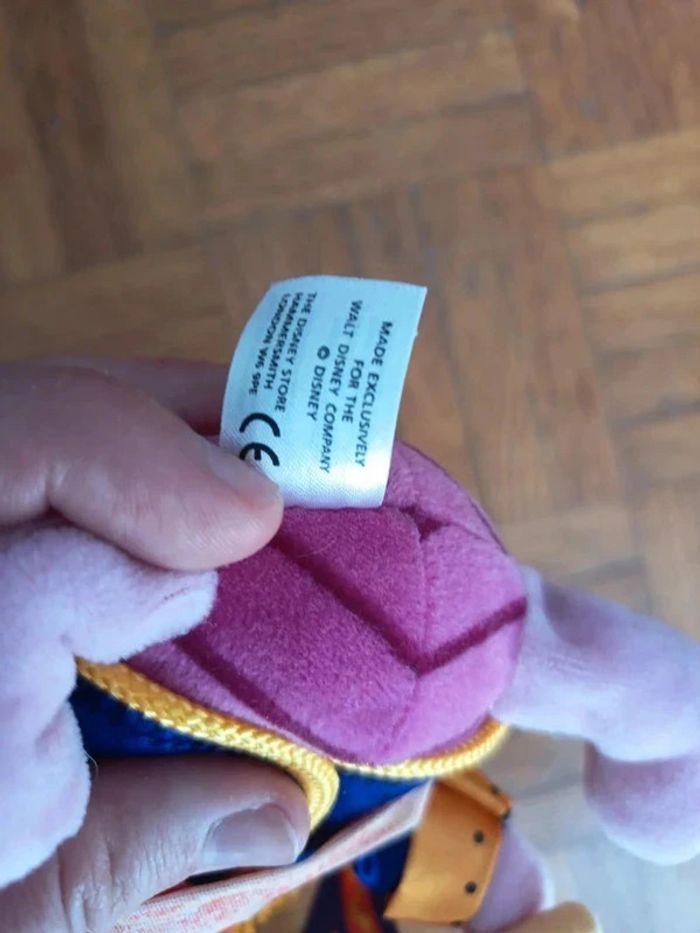 MADE EXCLUSIVELY
FOR THE
WALT DISNEY COMPANY
© DISNEY
THE DISNEY STORE
HAMMERSMITH
LONDON W6 9PE
CE